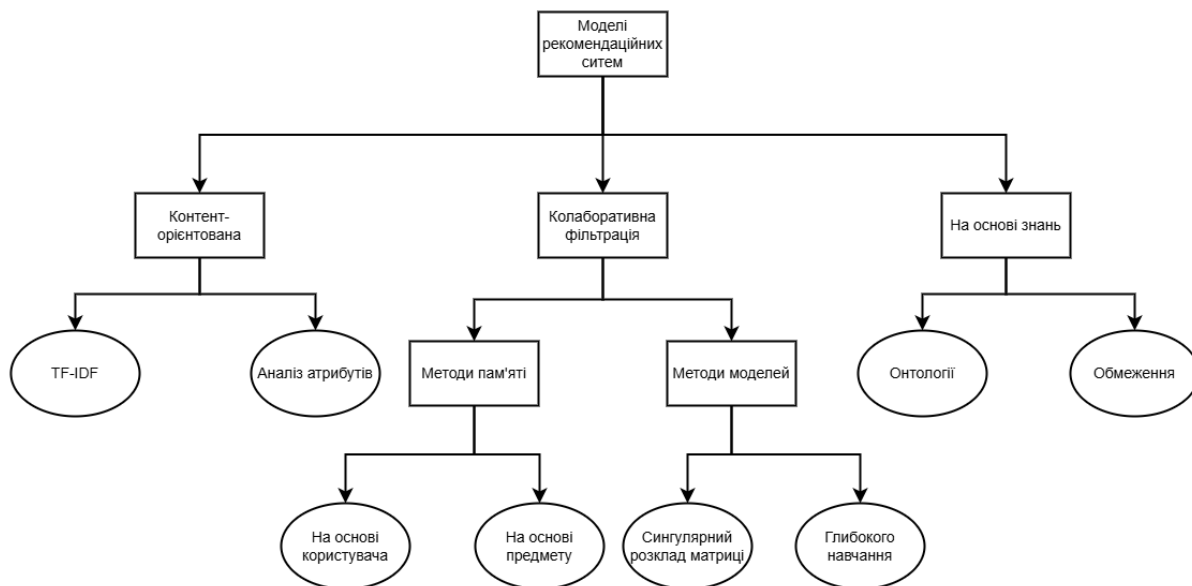 Моделі
рекомендаційних
ситем
Контент-
орієнтована
Колаборативна
фільтрація
На основі знань
TF-IDF
Аналіз атрибутів
Методи пам'яті
Методи моделей
Онтології
Обмеження
На основі
користувача
На основі
предмету
Сингулярний
розклад матриці
Глибокого
навчання